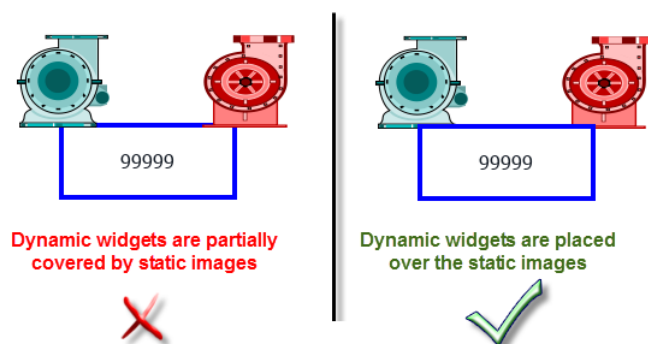 99999
Dynamic widgets are partially
covered by static images
99999
Dynamic widgets are placed
over the static images